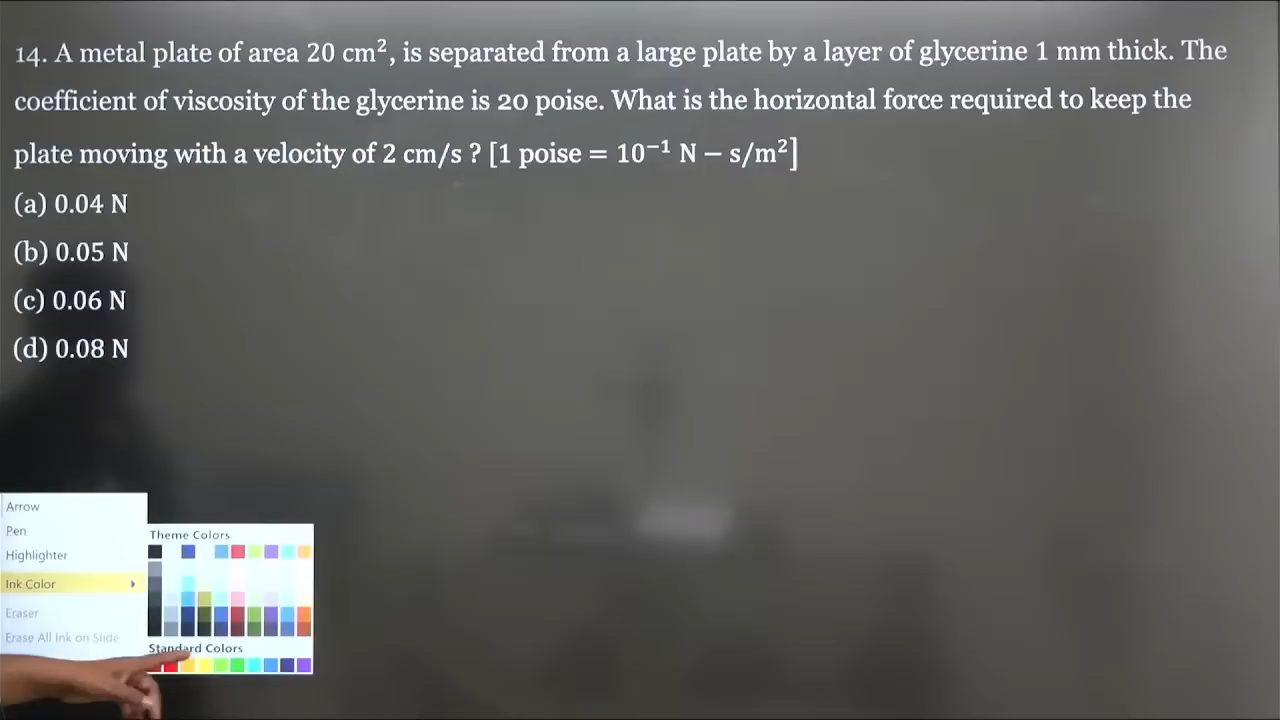 14. A metal plate of area 20 cm², is separated from a large plate by a layer of glycerine 1 mm thick. The
coefficient of viscosity of the glycerine is 20 poise. What is the horizontal force required to keep the
plate moving with a velocity of 2 cm/s ? [1 poise = 10⁻¹ N – s/m²]
(a) 0.04 N
(b) 0.05 N
(c) 0.06 N
(d) 0.08 N
Arrow
Pen
Highlighter
Ink Color
Eraser
Erase All Ink on Slide
Theme Colors
Standard Colors